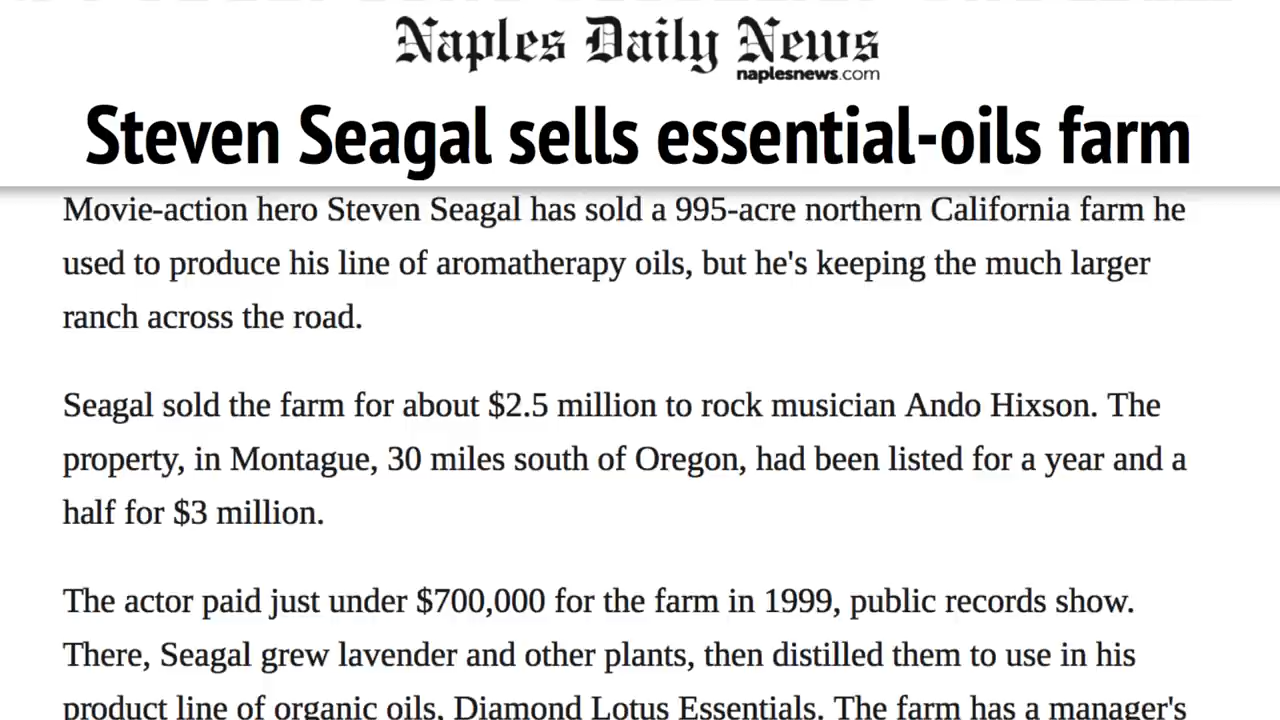 Naples Daily News
naplesnews.com
Steven Seagal sells essential-oils farm
Movie-action hero Steven Seagal has sold a 995-acre northern California farm he
used to produce his line of aromatherapy oils, but he's keeping the much larger
ranch across the road.
Seagal sold the farm for about $2.5 million to rock musician Ando Hixson. The
property, in Montague, 30 miles south of Oregon, had been listed for a year and a
half for $3 million.
The actor paid just under $700,000 for the farm in 1999, public records show.
There, Seagal grew lavender and other plants, then distilled them to use in his
product line of organic oils, Diamond Lotus Essentials. The farm has a manager's